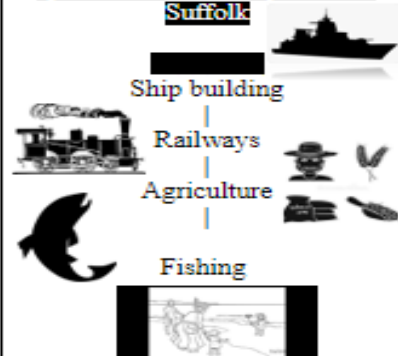 Suffolk
Ship building
|
Railways
|
Agriculture
|
Fishing